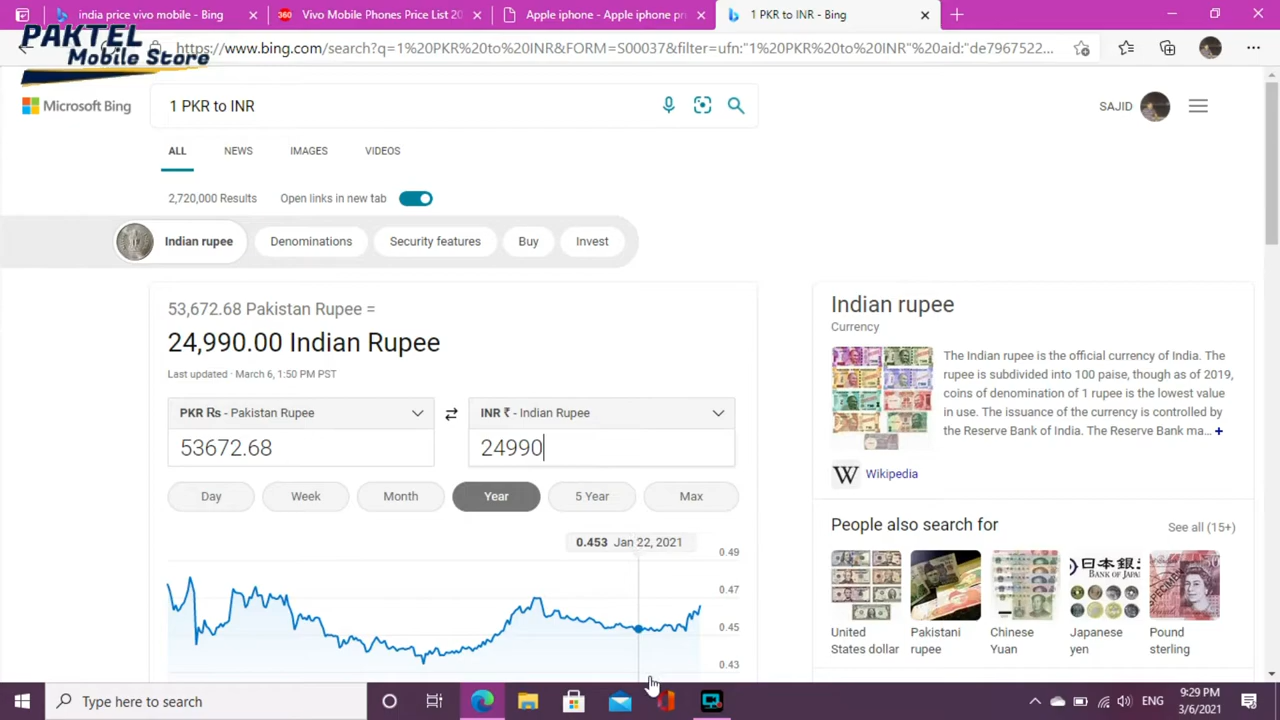 india price vivo mobile - Bing
360 Vivo Mobile Phones Price List 20
Apple iphone - Apple iphone pr
1 PKR to INR - Bing
PAKTEL
Mobile Store
https://www.bing.com/search?q=1%20PKR%20to%20INR&FORM=S00037&filter=ufn:"1%20PKR%20to%20INR"%20aid:"de7967522...
Microsoft Bing
1 PKR to INR
SAJID
ALL
NEWS
IMAGES
VIDEOS
2,720,000 Results
Open links in new tab
Indian rupee
Denominations
Security features
Buy
Invest
53,672.68 Pakistan Rupee =
24,990.00 Indian Rupee
Last updated · March 6, 1:50 PM PST
PKR ₨ - Pakistan Rupee
INR ₹ - Indian Rupee
53672.68
24990
Day
Week
Month
Year
5 Year
Max
0.453 Jan 22, 2021
0.49
0.47
0.45
0.43
Indian rupee
Currency
The Indian rupee is the official currency of India. The
rupee is subdivided into 100 paise, though as of 2019,
coins of denomination of 1 rupee is the lowest value
in use. The issuance of the currency is controlled by
the Reserve Bank of India. The Reserve Bank ma... +
W Wikipedia
People also search for
See all (15+)
日本銀
BANK OF JAPA
SPECIMEN
United
States dollar
Pakistani
rupee
Chinese
Yuan
Japanese
yen
Pound
sterling
Type here to search
ENG
9:29 PM
3/6/2021